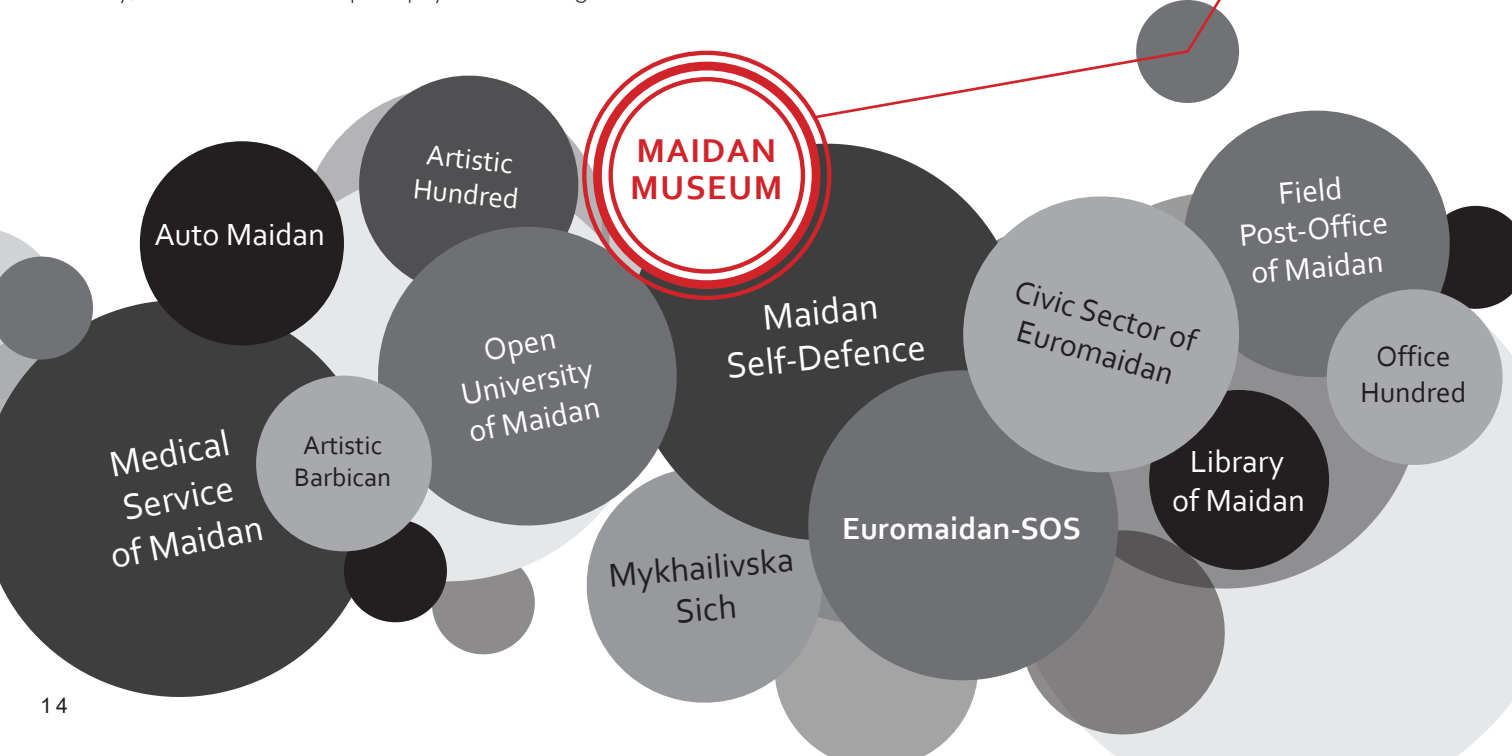 MAIDAN
MUSEUM
Artistic
Hundred
Auto Maidan
Field
Post-Office
of Maidan
Maidan
Self-Defence
Civic Sector of
Euromaidan
Open
University
of Maidan
Office
Hundred
Medical
Service
of Maidan
Artistic
Barbican
Library
of Maidan
Euromaidan-SOS
Mykhailivska
Sich
14